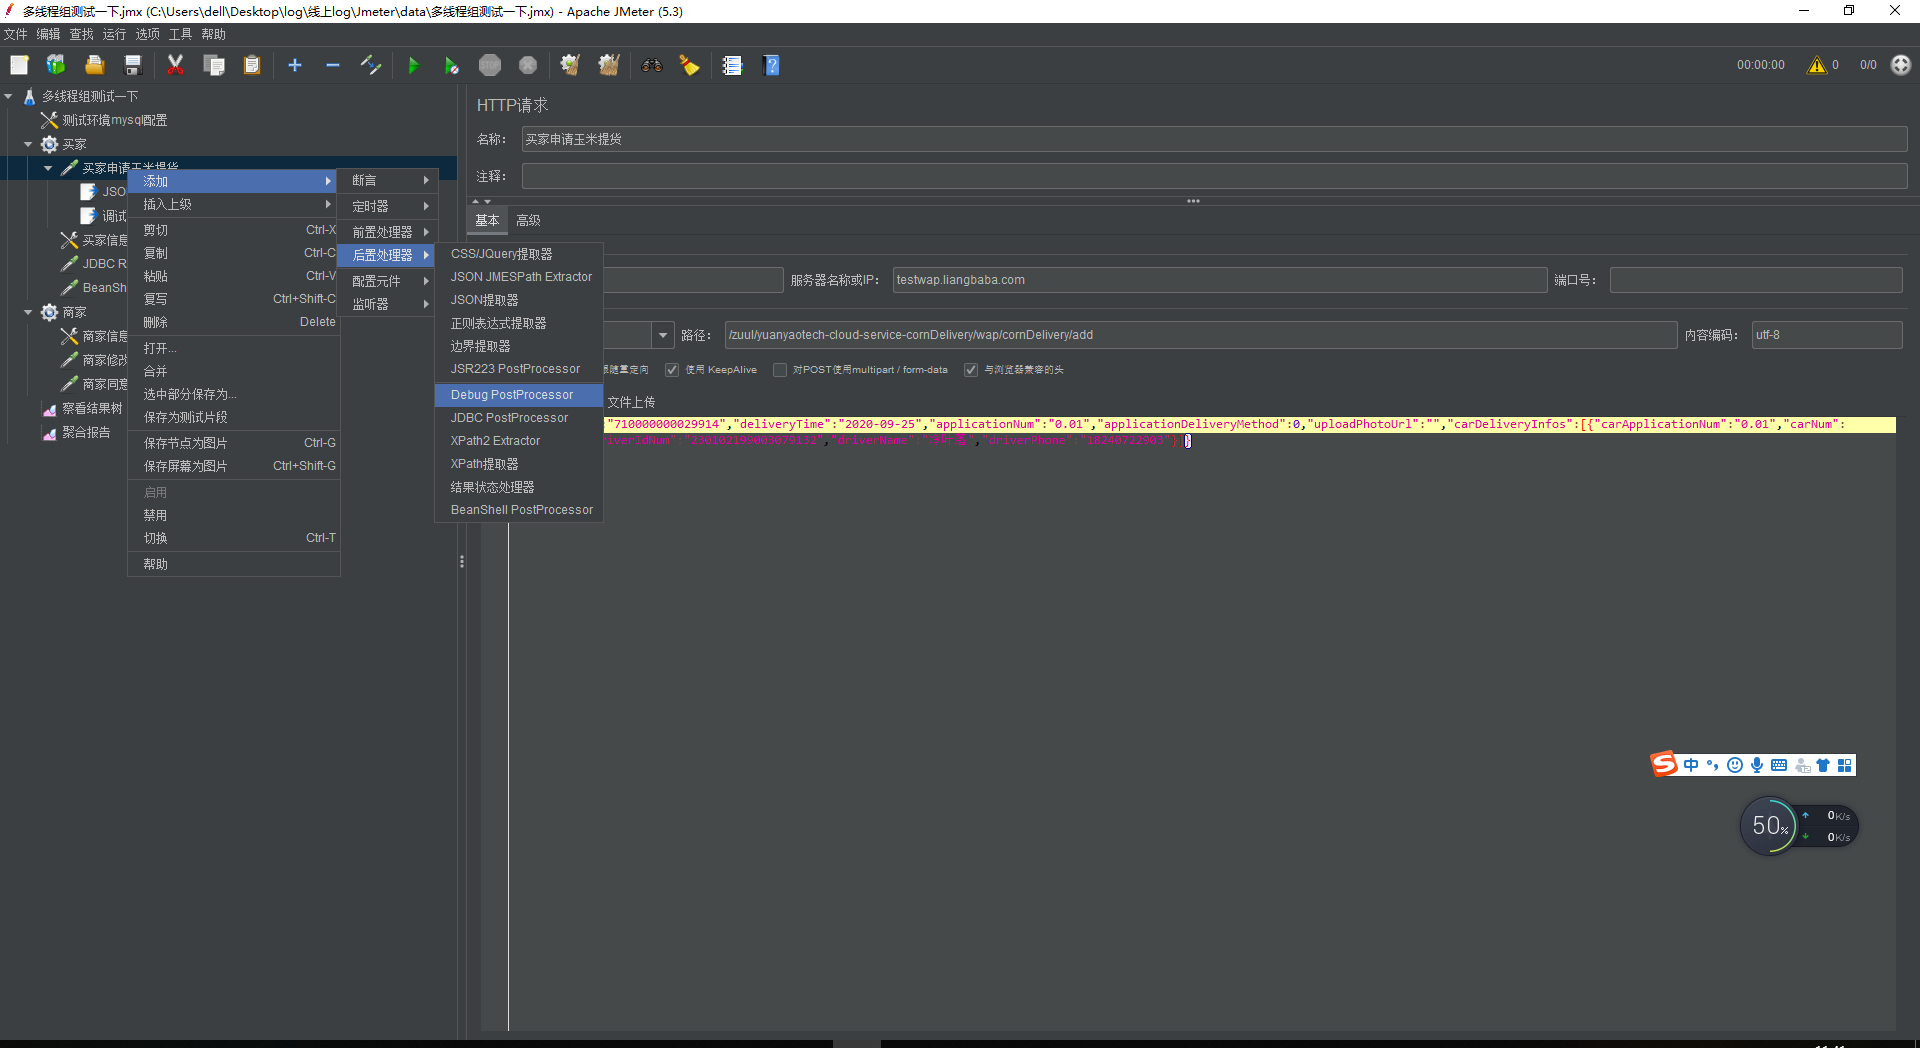 多线程组测试一下.jmx (C:\Users\dell\Desktop\log\线上log\Jmeter\data\多线程组测试一下.jmx) - Apache JMeter (5.3)
文件 编辑 查找 运行 选项 工具 帮助
00:00:00 0 0/0
多线程组测试一下
测试环境mysql配置
买家
买家申请玉米提货
JSO
调试
买家信息
JDBC R
BeanSh
商家
商家信息
商家修改
商家同意
察看结果树
聚合报告
添加
插入上级
剪切 Ctrl-X
复制 Ctrl-C
粘贴 Ctrl-V
复写 Ctrl+Shift-C
删除 Delete
打开...
合并
选中部分保存为...
保存为测试片段
保存节点为图片 Ctrl+G
保存屏幕为图片 Ctrl+Shift+G
启用
禁用
切换 Ctrl-T
帮助
断言
定时器
前置处理器
后置处理器
配置元件
监听器
CSS/JQuery提取器
JSON JMESPath Extractor
JSON提取器
正则表达式提取器
边界提取器
JSR223 PostProcessor
Debug PostProcessor
JDBC PostProcessor
XPath2 Extractor
XPath提取器
结果状态处理器
BeanShell PostProcessor
HTTP请求
名称： 买家申请玉米提货
注释：
基本 高级
服务器名称或IP： testwap.liangbaba.com 端口号：
路径： /zuul/yuanyaotech-cloud-service-cornDelivery/wap/cornDelivery/add 内容编码： utf-8
跟随重定向 使用 KeepAlive 对POST使用multipart / form-data 与浏览器兼容的头
文件上传
:"710000000029914","deliveryTime":"2020-09-25","applicationNum":"0.01","applicationDeliveryMethod":0,"uploadPhotoUrl":"","carDeliveryInfos":[{"carApplicationNum":"0.01","carNum":
riverIdNum":"230102199003079132","driverName":" ","driverPhone":"18240722903"}]}
中
50% 0K/s
0K/s